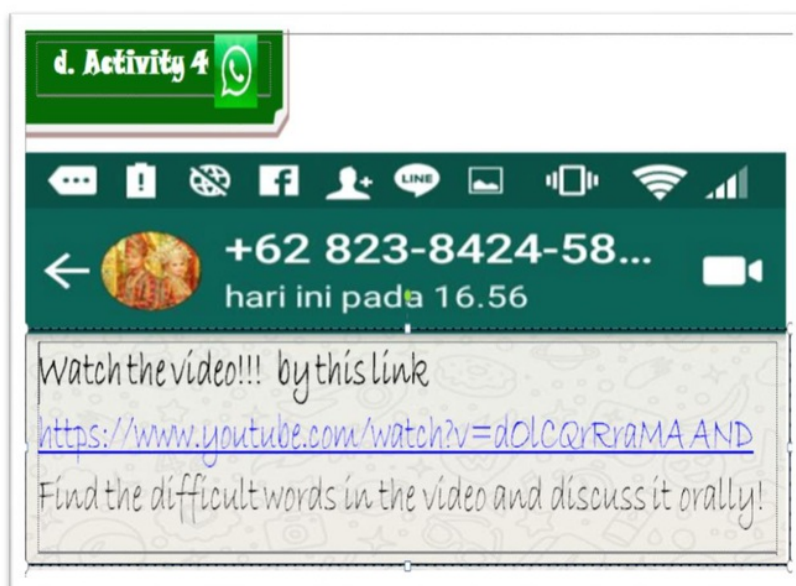 d. Activity 4
LINE
+62 823-8424-58...
hari ini pada 16.56
Watch the video!!! by this link
https://www.youtube.com/watch?v=dOlCQrRraMA AND
Find the difficult words in the video and discuss it orally!